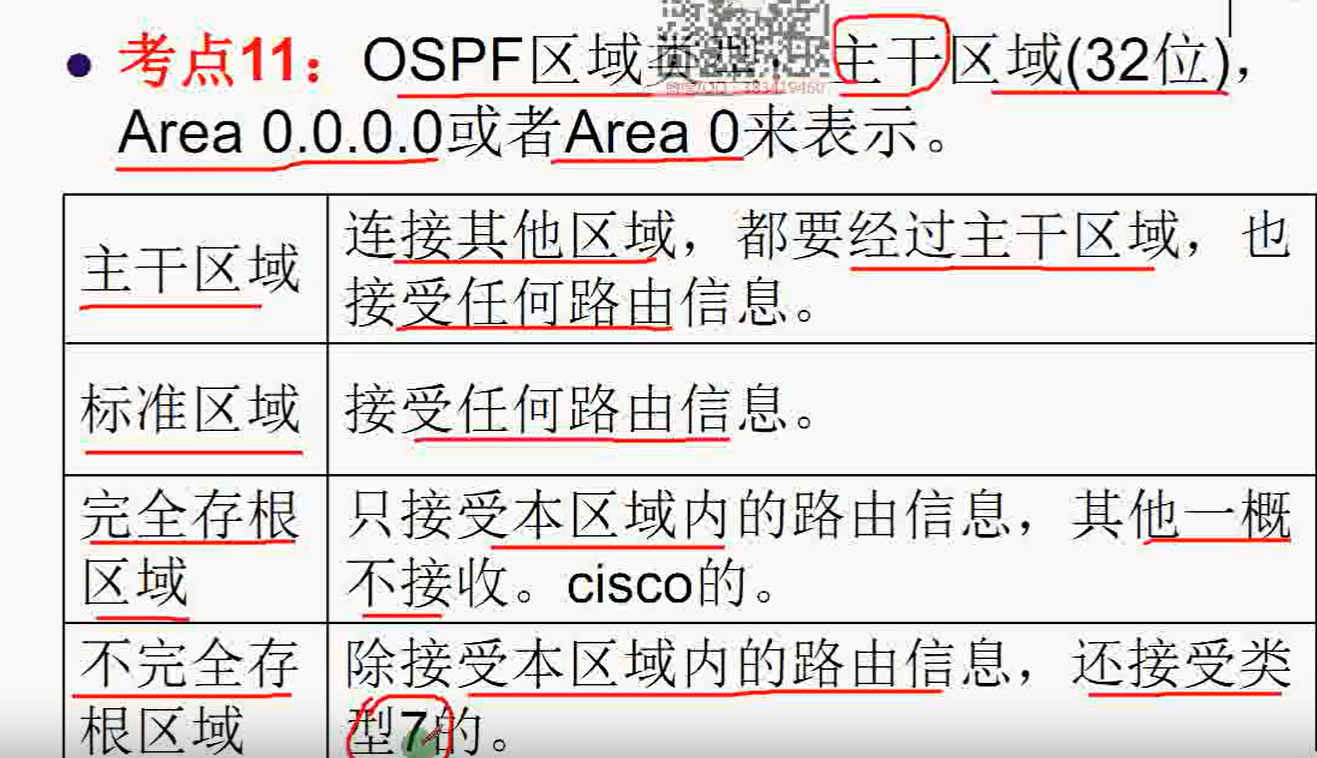 • 考点11：OSPF区域类型：主干区域(32位)，
微信/QQ：383419460
Area 0.0.0.0或者Area 0来表示。
主干区域
连接其他区域，都要经过主干区域，也
接受任何路由信息。
标准区域
接受任何路由信息。
完全存根
区域
只接受本区域内的路由信息，其他一概
不接收。cisco的。
不完全存
根区域
除接受本区域内的路由信息，还接受类
型7的。